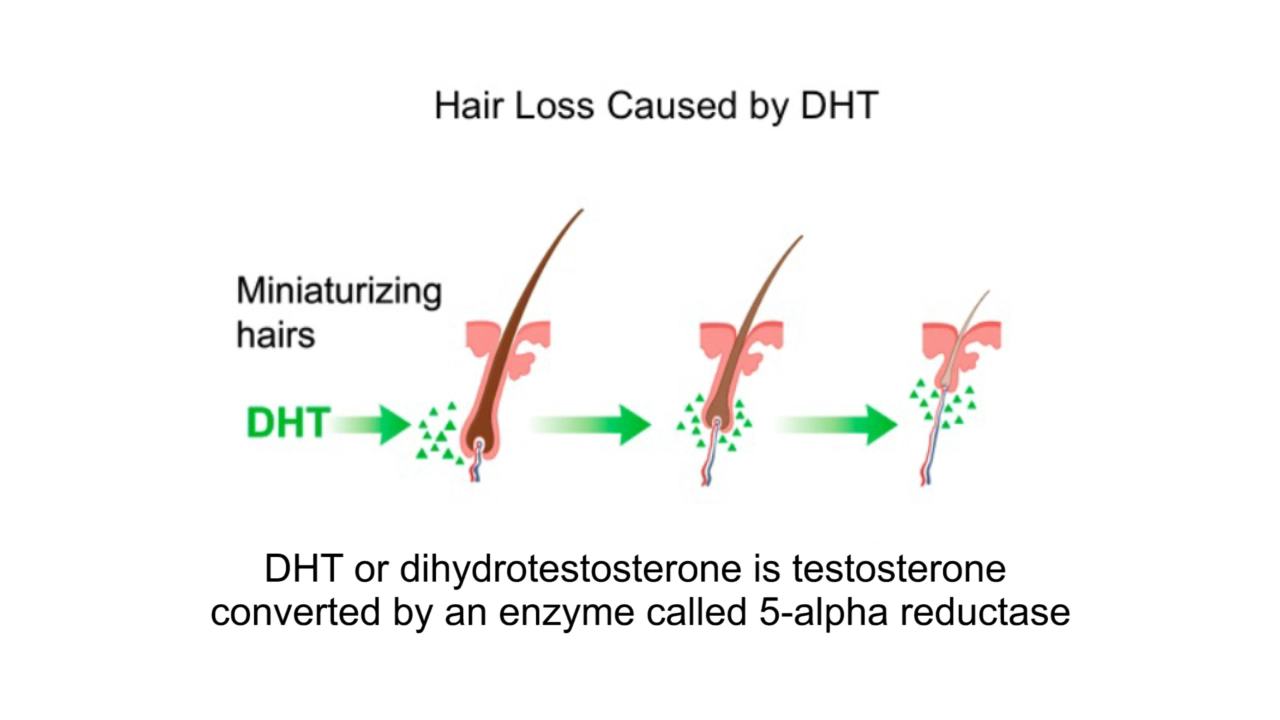 Hair Loss Caused by DHT
Miniaturizing
hairs
DHT
DHT or dihydrotestosterone is testosterone
converted by an enzyme called 5-alpha reductase